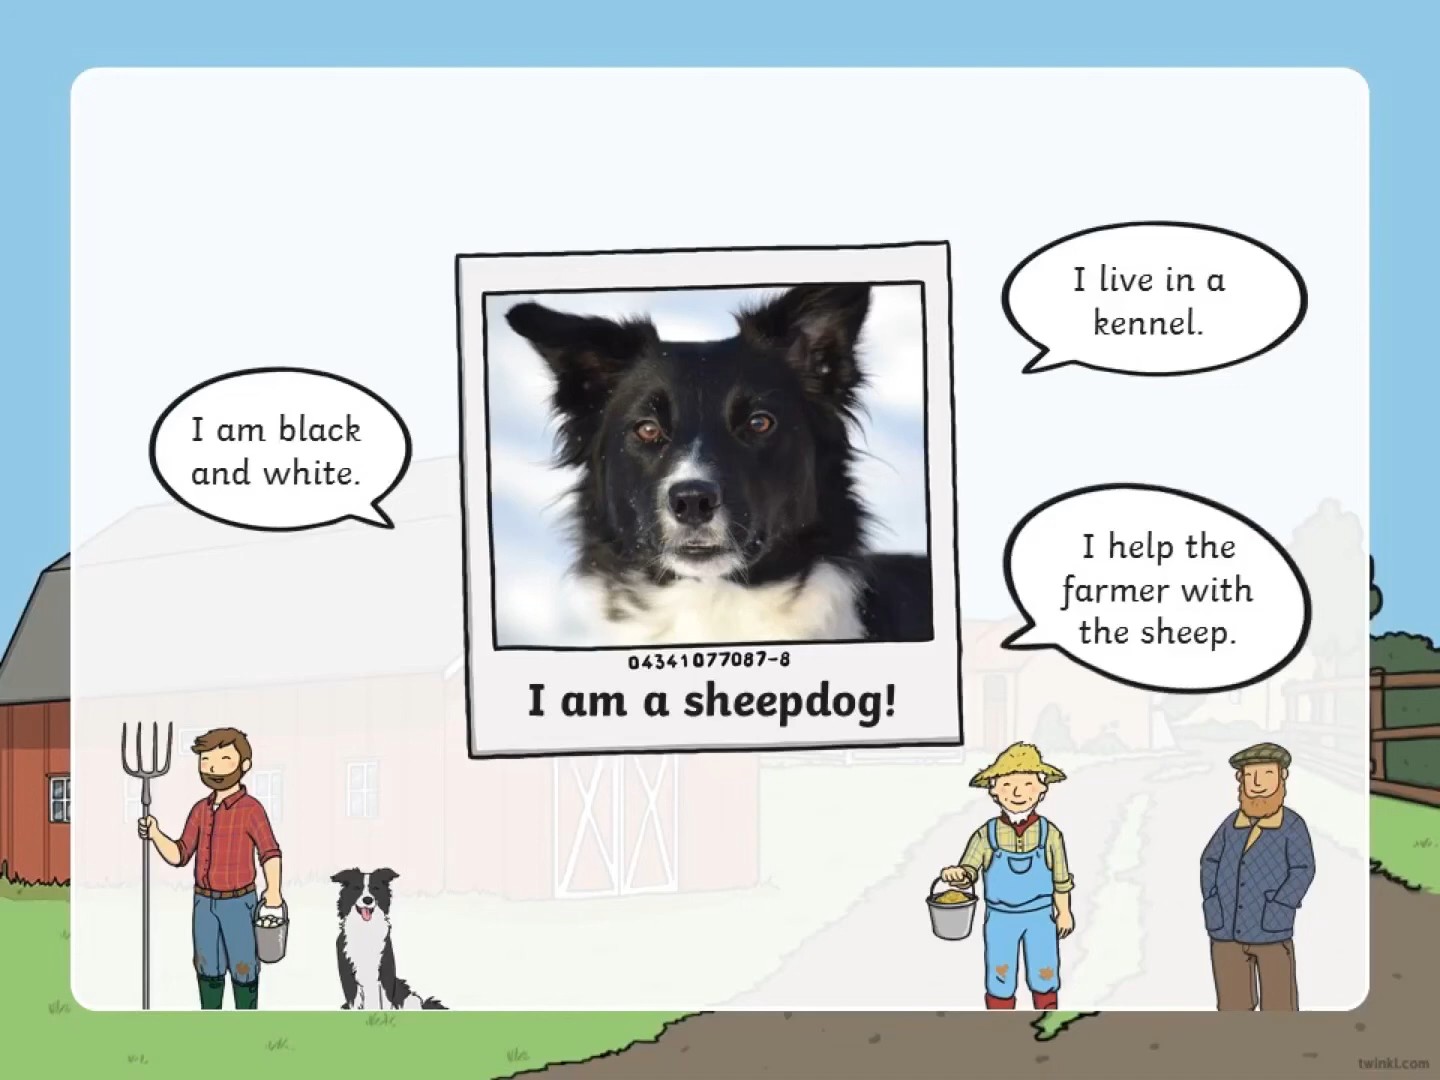 I live in a
kennel.
I am black
and white.
I help the
farmer with
the sheep.
04341077087-8
I am a sheepdog!
twinkl.com